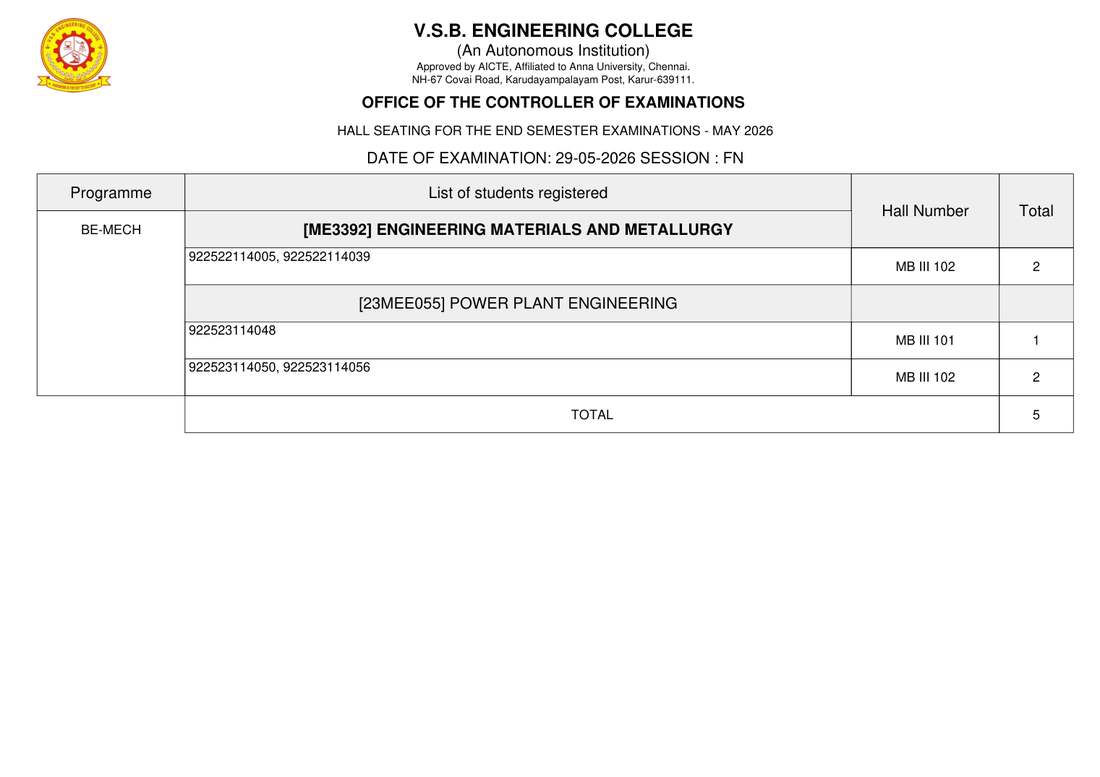 V.S.B. ENGINEERING COLLEGE
(An Autonomous Institution)
Approved by AICTE, Affiliated to Anna University, Chennai.
NH-67 Covai Road, Karudayampalayam Post, Karur-639111.
OFFICE OF THE CONTROLLER OF EXAMINATIONS
HALL SEATING FOR THE END SEMESTER EXAMINATIONS - MAY 2026
DATE OF EXAMINATION: 29-05-2026 SESSION : FN
Programme
List of students registered
Hall Number
Total
BE-MECH
[ME3392] ENGINEERING MATERIALS AND METALLURGY
922522114005, 922522114039
MB III 102
2
[23MEE055] POWER PLANT ENGINEERING
922523114048
MB III 101
1
922523114050, 922523114056
MB III 102
2
TOTAL
5